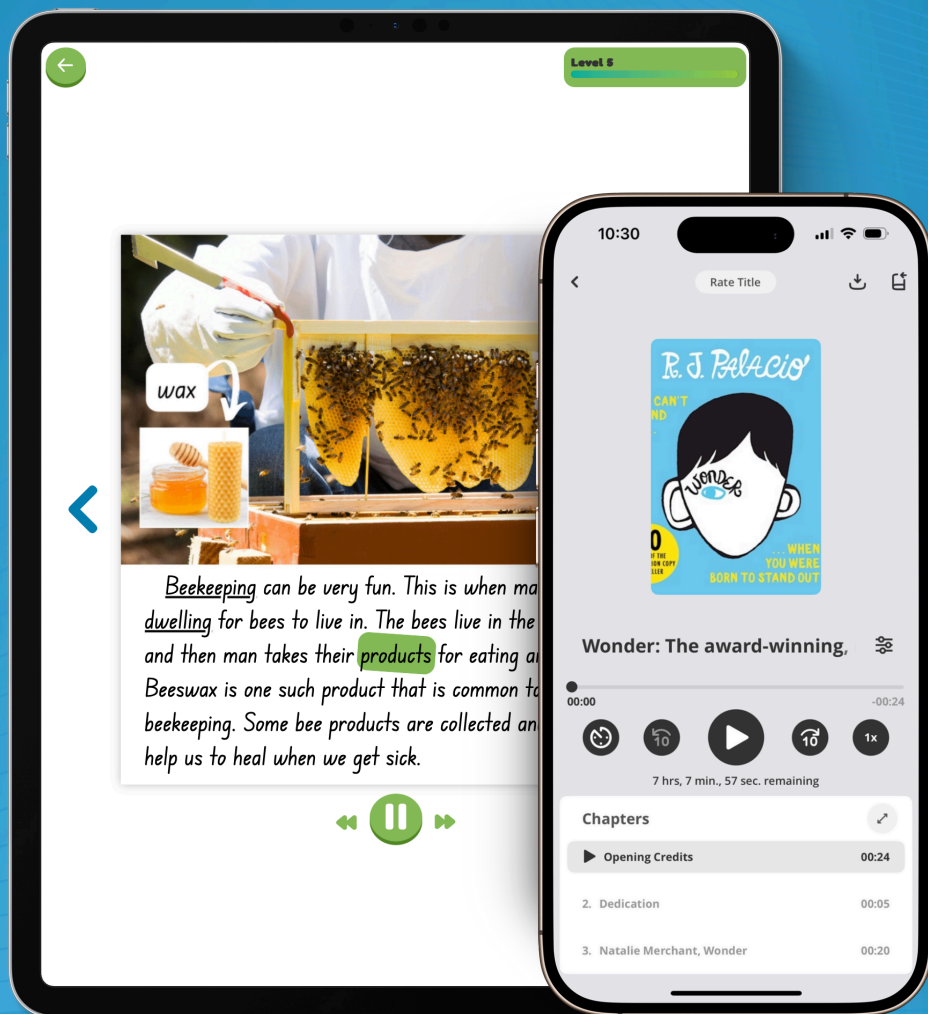 Level 5
wax
Beekeeping can be very fun. This is when ma
dwelling for bees to live in. The bees live in the
and then man takes their products for eating
Beeswax is one such product that is common
beekeeping. Some bee products are collected
help us to heal when we get sick.
10:30
Rate Title
R. J. PALACIO
CAN'T
WONDER
OF THE
COPY
...WHEN
YOU WERE
BORN TO STAND OUT
Wonder: The award-winning,
00:00
-00:24
10
10
1x
7 hrs, 7 min., 57 sec. remaining
Chapters
Opening Credits
00:24
2. Dedication
00:05
3. Natalie Merchant, Wonder
00:20